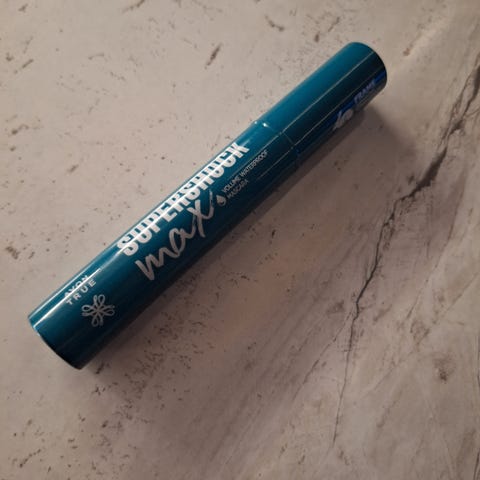 AVON
TRUE
SUPERSHOCK
max
VOLUME WATERPROOF
MASCARA